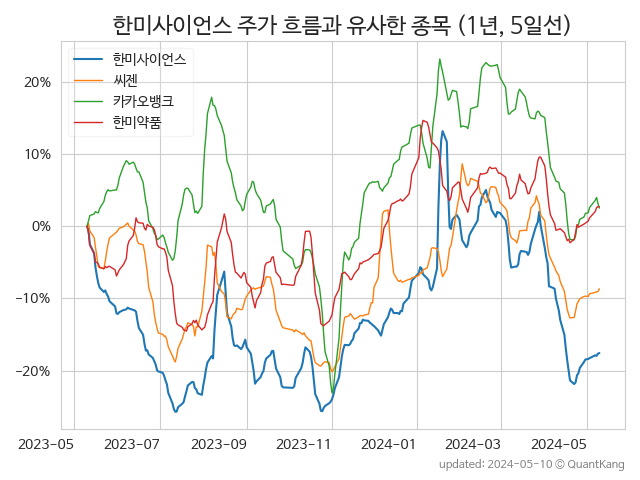 한미사이언스 주가 흐름과 유사한 종목 (1년, 5일선)
한미사이언스
씨젠
카카오뱅크
한미약품
20%
10%
0%
−10%
−20%
2023-05 2023-07 2023-09 2023-11 2024-01 2024-03 2024-05
updated: 2024-05-10 © QuantKang